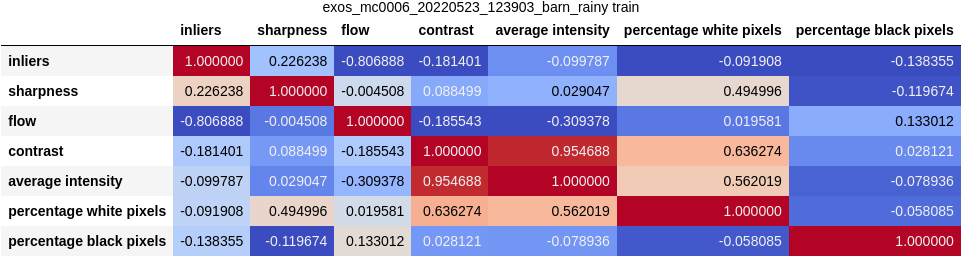 exos_mc0006_20220523_123903_barn_rainy train
inliers sharpness flow contrast average intensity percentage white pixels percentage black pixels
inliers 1.000000 0.226238 -0.806888 -0.181401 -0.099787 -0.091908 -0.138355
sharpness 0.226238 1.000000 -0.004508 0.088499 0.029047 0.494996 -0.119674
flow -0.806888 -0.004508 1.000000 -0.185543 -0.309378 0.019581 0.133012
contrast -0.181401 0.088499 -0.185543 1.000000 0.954688 0.636274 0.028121
average intensity -0.099787 0.029047 -0.309378 0.954688 1.000000 0.562019 -0.078936
percentage white pixels -0.091908 0.494996 0.019581 0.636274 0.562019 1.000000 -0.058085
percentage black pixels -0.138355 -0.119674 0.133012 0.028121 -0.078936 -0.058085 1.000000